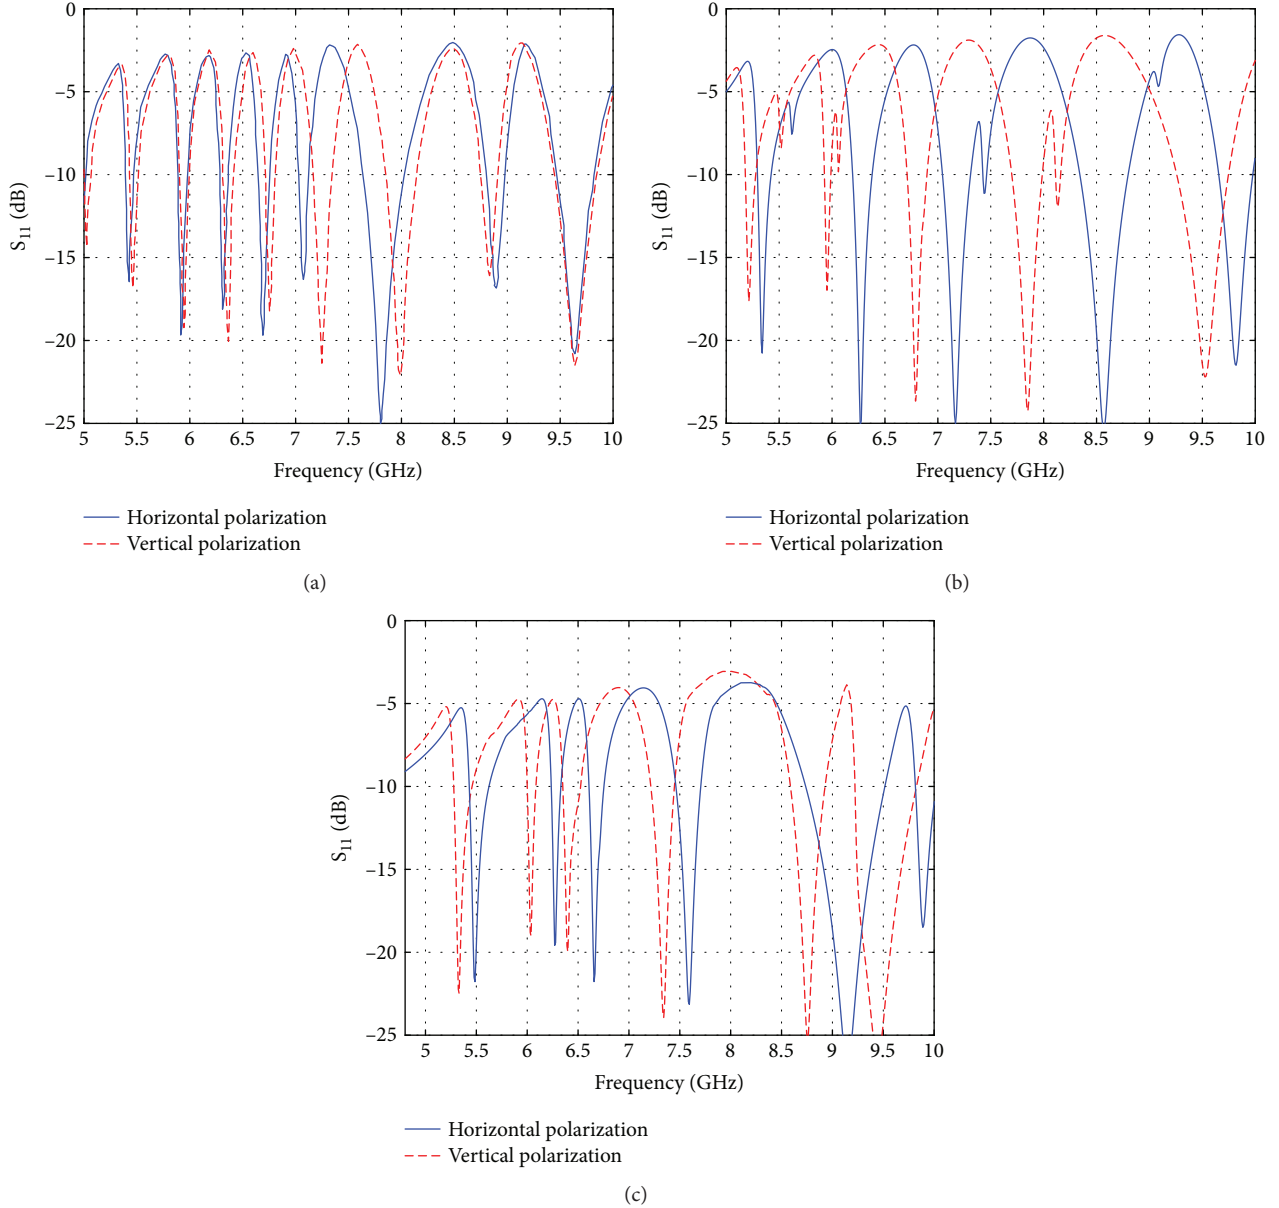 0
−5
−10
−15
−20
−25
S11 (dB)
5 5.5 6 6.5 7 7.5 8 8.5 9 9.5 10
Frequency (GHz)
Horizontal polarization
Vertical polarization
(a)
0
−5
−10
−15
−20
−25
S11 (dB)
5 5.5 6 6.5 7 7.5 8 8.5 9 9.5 10
Frequency (GHz)
Horizontal polarization
Vertical polarization
(b)
0
−5
−10
−15
−20
−25
S11 (dB)
5 5.5 6 6.5 7 7.5 8 8.5 9 9.5 10
Frequency (GHz)
Horizontal polarization
Vertical polarization
(c)